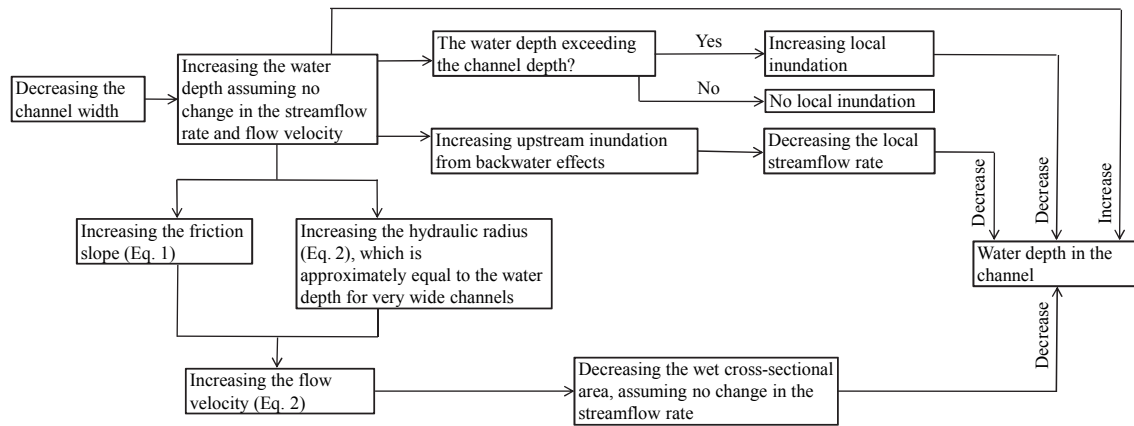 Decreasing the
channel width
Increasing the water
depth assuming no
change in the streamflow
rate and flow velocity
The water depth exceeding
the channel depth?
Yes
No
Increasing local
inundation
No local inundation
Increasing upstream inundation
from backwater effects
Decreasing the local
streamflow rate
Decrease
Decrease
Increase
Increasing the friction
slope (Eq. 1)
Increasing the hydraulic radius
(Eq. 2), which is
approximately equal to the water
depth for very wide channels
Water depth in the
channel
Decrease
Increasing the flow
velocity (Eq. 2)
Decreasing the wet cross-sectional
area, assuming no change in the
streamflow rate